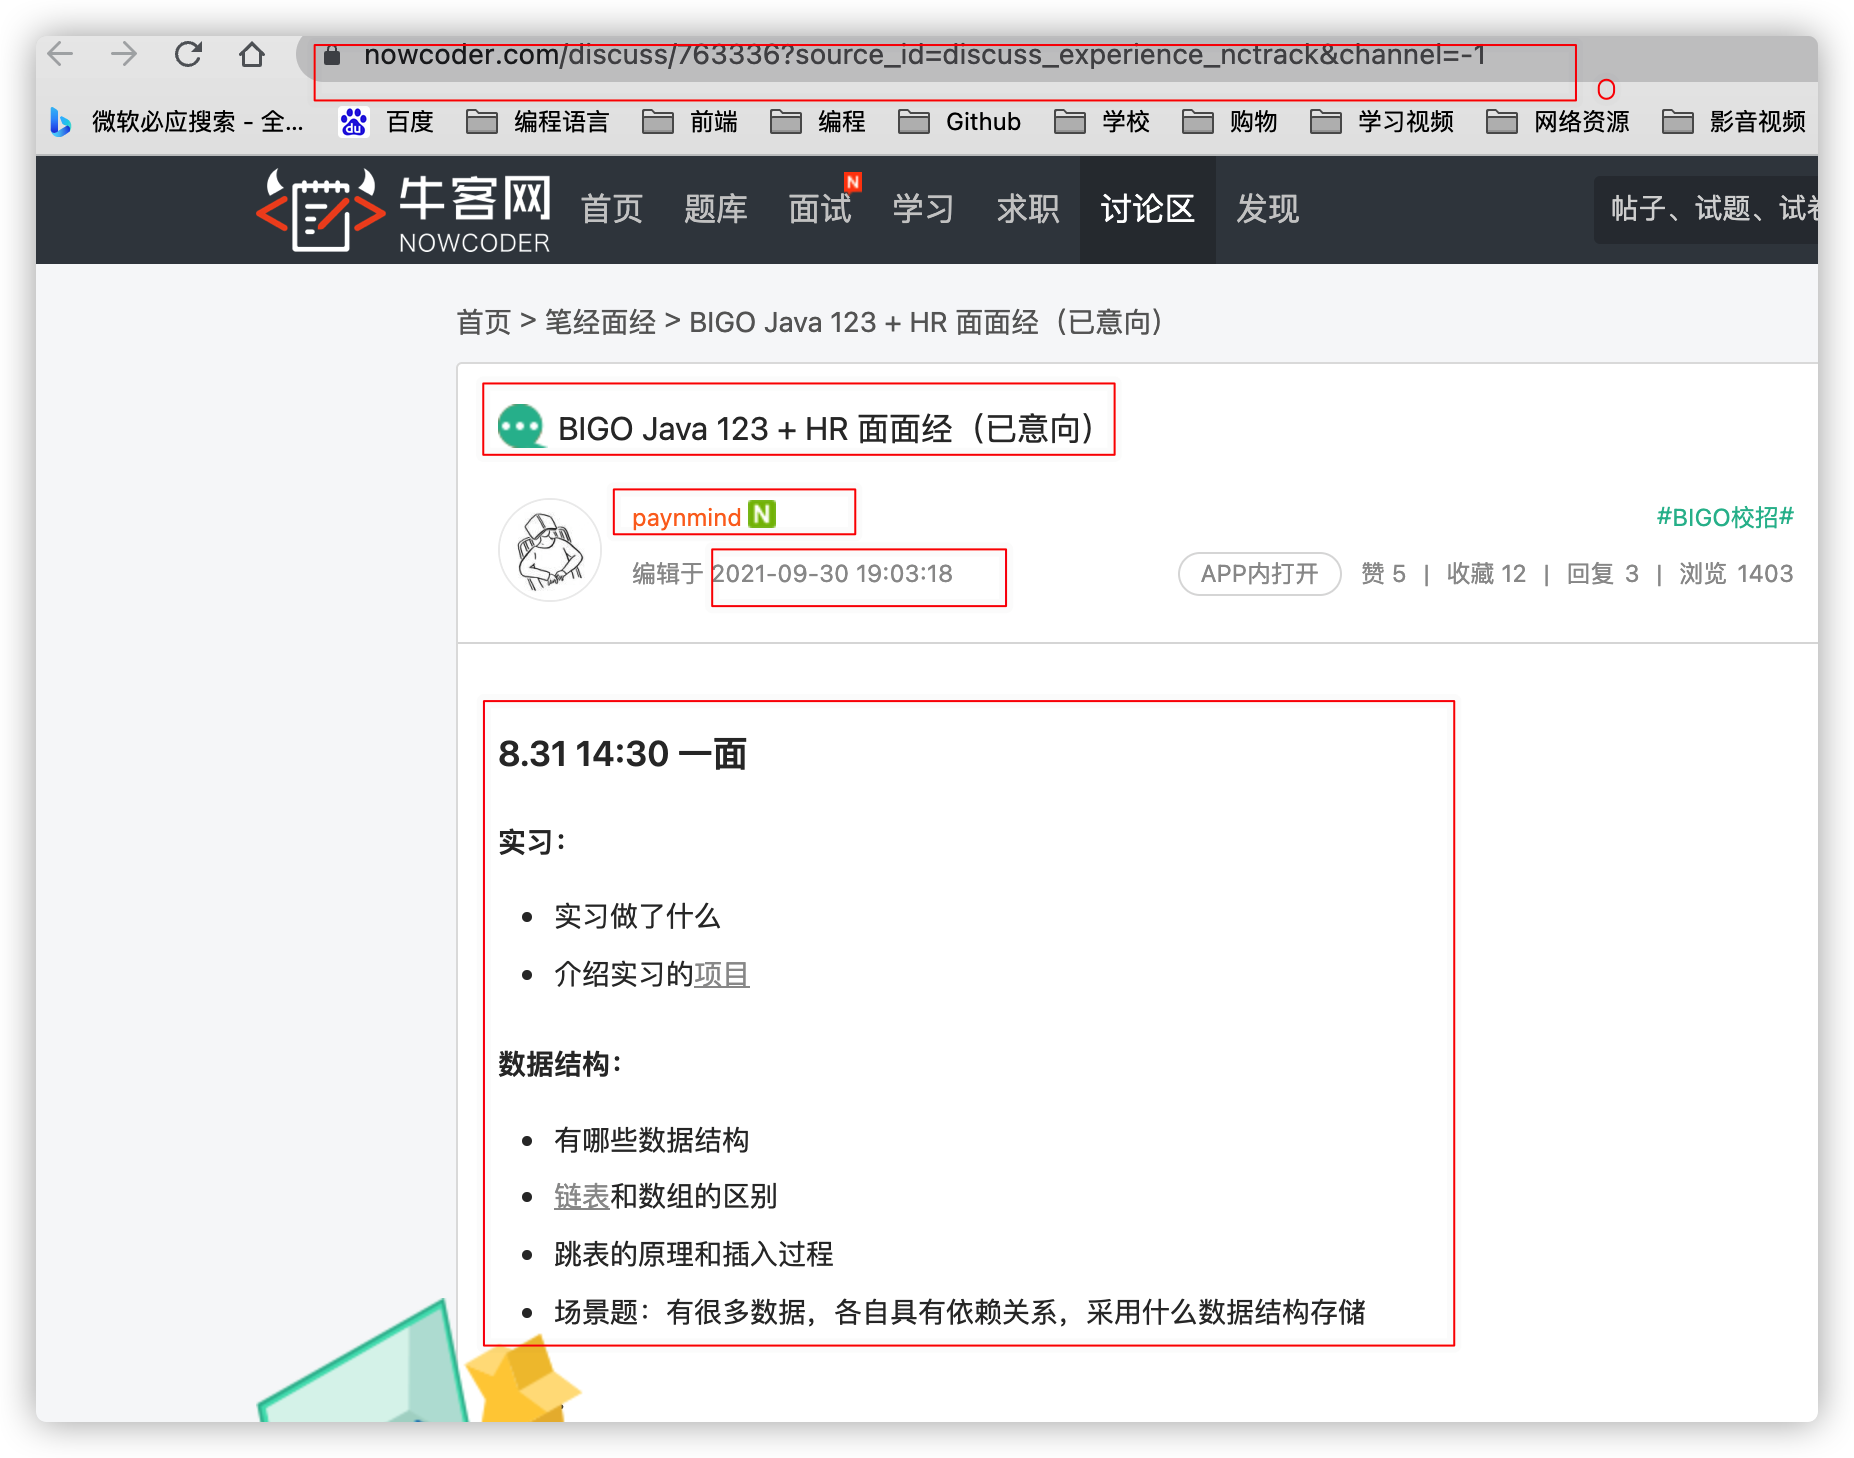 nowcoder.com/discuss/763336?source_id=discuss_experience_nctrack&channel=-1
微软必应搜索 - 全... 百度 编程语言 前端 编程 Github 学校 购物 学习视频 网络资源 影音视频
牛客网 首页 题库 面试 N 学习 求职 讨论区 发现 帖子、试题、试卷
NOWCODER
首页 > 笔经面经 > BIGO Java 123 + HR 面面经（已意向）
BIGO Java 123 + HR 面面经（已意向）
paynmind N #BIGO校招#
编辑于 2021-09-30 19:03:18 APP内打开 赞 5 | 收藏 12 | 回复 3 | 浏览 1403
8.31 14:30 一面
实习：
• 实习做了什么
• 介绍实习的项目
数据结构：
• 有哪些数据结构
• 链表和数组的区别
• 跳表的原理和插入过程
• 场景题：有很多数据，各自具有依赖关系，采用什么数据结构存储